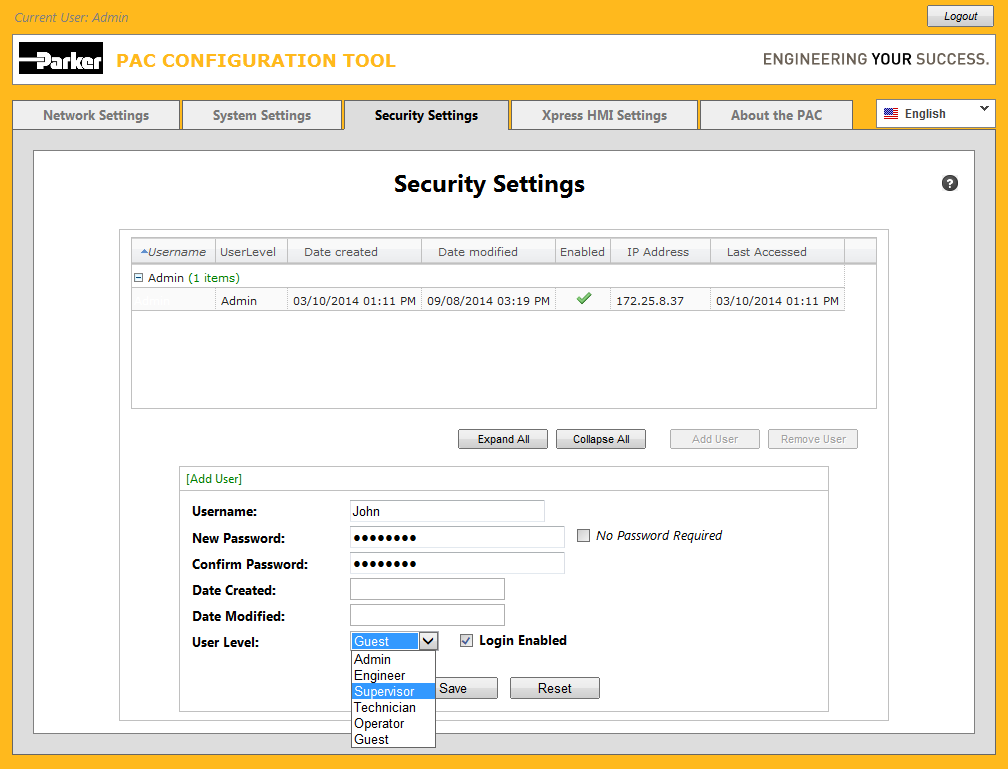 Current User: Admin
Logout
Parker PAC CONFIGURATION TOOL ENGINEERING YOUR SUCCESS.
Network Settings System Settings Security Settings Xpress HMI Settings About the PAC English
Security Settings ?
Username UserLevel Date created Date modified Enabled IP Address Last Accessed
Admin (1 items)
Admin 03/10/2014 01:11 PM 09/08/2014 03:19 PM 172.25.8.37 03/10/2014 01:11 PM
Expand All Collapse All Add User Remove User
[Add User]
Username: John
New Password: ●●●●●●●● No Password Required
Confirm Password: ●●●●●●●●
Date Created:
Date Modified:
User Level: Guest Login Enabled
Admin
Engineer
Supervisor Save Reset
Technician
Operator
Guest